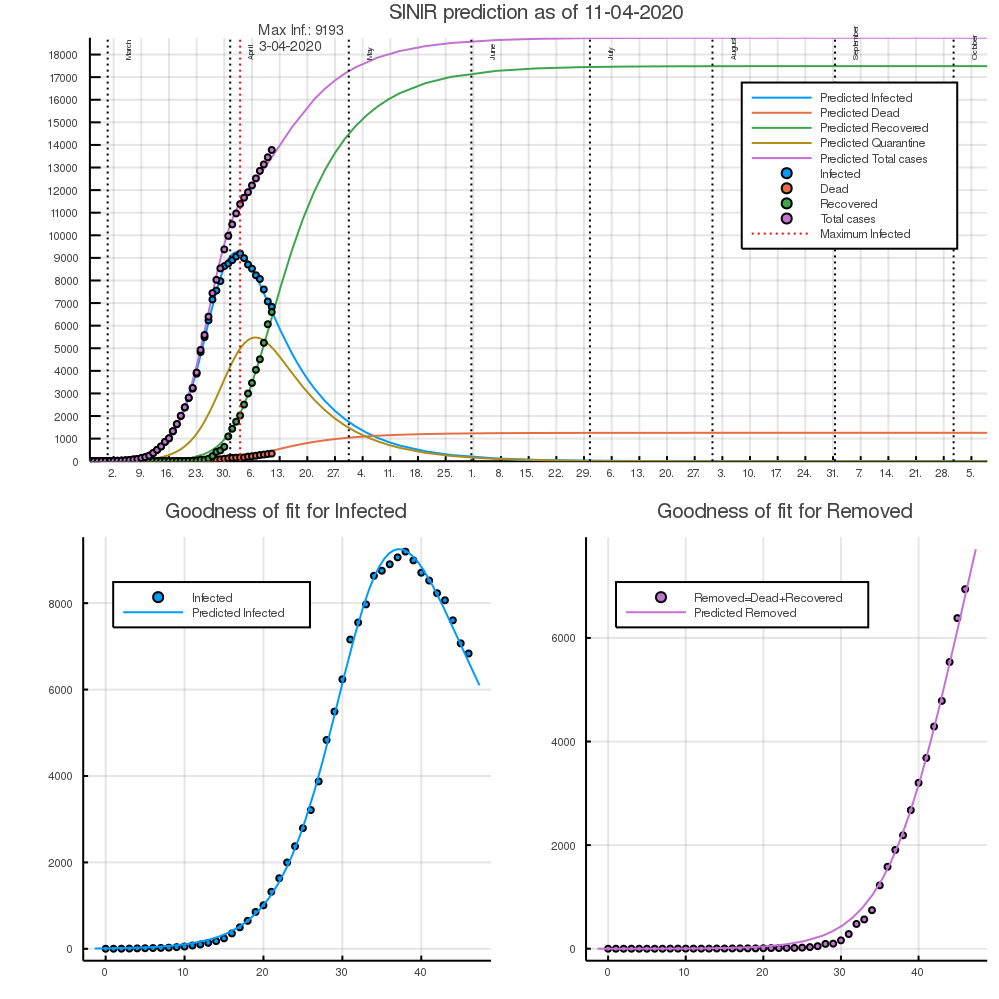 SINIR prediction as of 11-04-2020
Max Inf.: 9193
3-04-2020
March
April
May
June
July
August
September
October
18000
17000
16000
15000
14000
13000
12000
11000
10000
9000
8000
7000
6000
5000
4000
3000
2000
1000
0
Predicted Infected
Predicted Dead
Predicted Recovered
Predicted Quarantine
Predicted Total cases
Infected
Dead
Recovered
Total cases
Maximum Infected
2. 9. 16. 23. 30. 6. 13. 20. 27. 4. 11. 18. 25. 1. 8. 15. 22. 29. 6. 13. 20. 27. 3. 10. 17. 24. 31. 7. 14. 21. 28. 5.
Goodness of fit for Infected
8000
6000
4000
2000
0
Infected
Predicted Infected
0 10 20 30 40
Goodness of fit for Removed
6000
4000
2000
0
Removed=Dead+Recovered
Predicted Removed
0 10 20 30 40